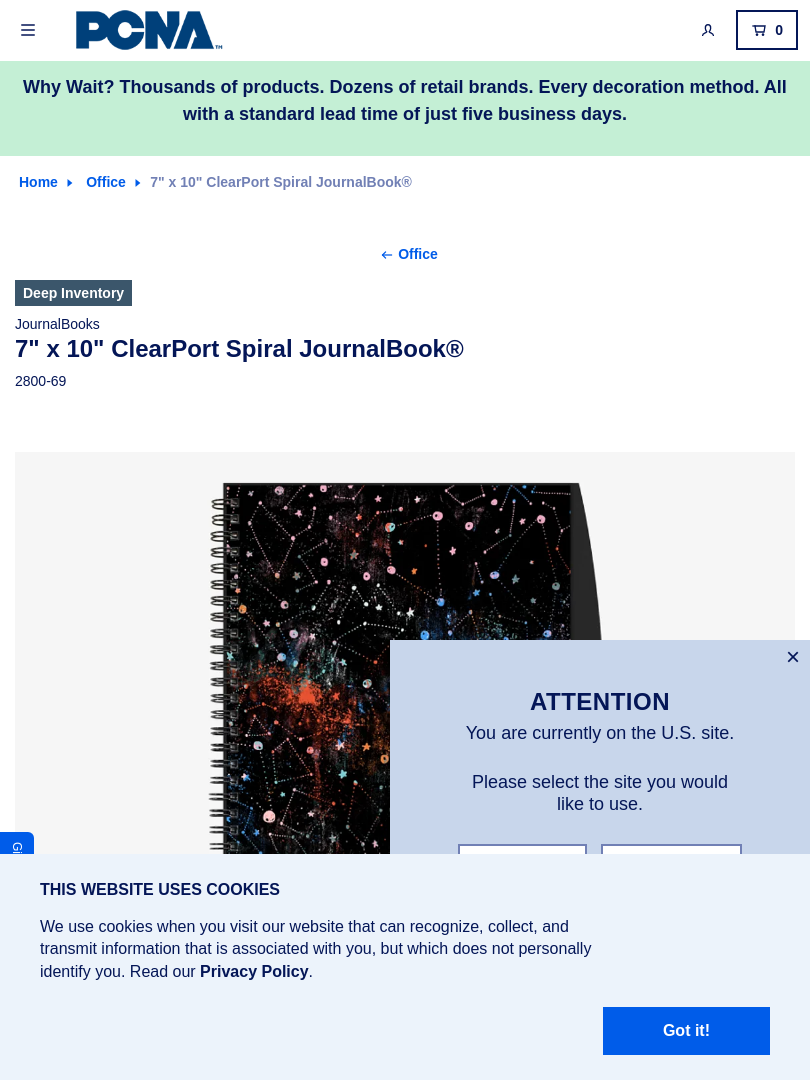 PCNA™
0
Why Wait? Thousands of products. Dozens of retail brands. Every decoration method. All
with a standard lead time of just five business days.
Home Office 7" x 10" ClearPort Spiral JournalBook®
Office
Deep Inventory
JournalBooks
7" x 10" ClearPort Spiral JournalBook®
2800-69
ATTENTION
You are currently on the U.S. site.
Please select the site you would
like to use.
THIS WEBSITE USES COOKIES
We use cookies when you visit our website that can recognize, collect, and
transmit information that is associated with you, but which does not personally
identify you. Read our Privacy Policy.
Got it!